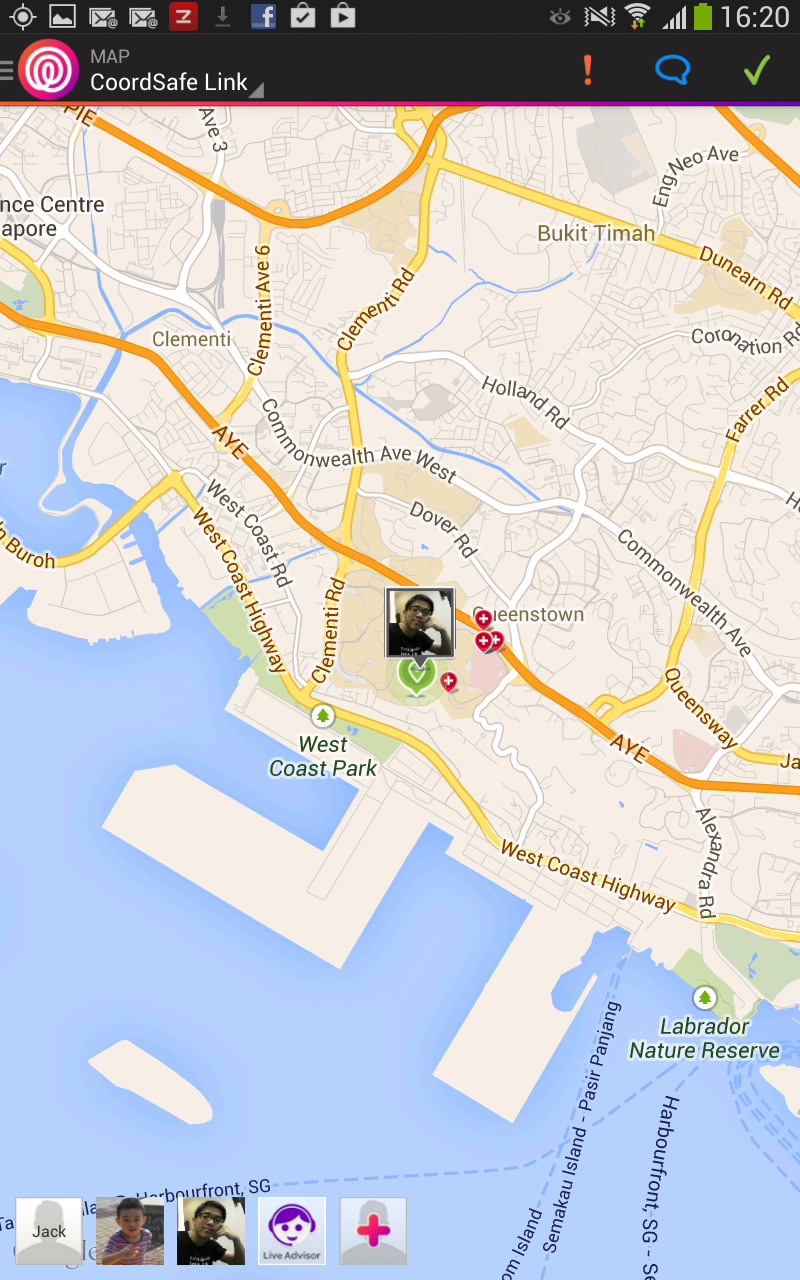 16:20
MAP
CoordSafe Link
PIE
Ave 3
Eng Neo Ave
nce Centre
apore
Bukit Timah
Dunearn Rd
Clementi Ave 6
Clementi Rd
Clementi
Coronation Rd
Holland Rd
Farrer Rd
AYE
Commonwealth Ave West
West Coast Rd
Dover Rd
Buroh
West Coast Highway
Commonwealth Ave
Clementi Rd
Queenstown
Queensway
AYE
Ja
West
Coast Park
Alexandra Rd
West Coast Highway
Labrador
Nature Reserve
Semakau Island - Pasir Panjang
Harbourfront, SG - Se
Harbourfront, SG
om Island
Jack
Live Advisor